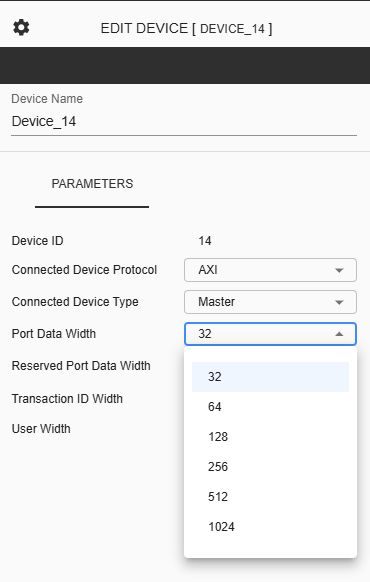 EDIT DEVICE [ DEVICE_14 ]
Device Name
Device_14
PARAMETERS
Device ID 14
Connected Device Protocol AXI
Connected Device Type Master
Port Data Width 32
Reserved Port Data Width
32
Transaction ID Width
64
User Width
128
256
512
1024